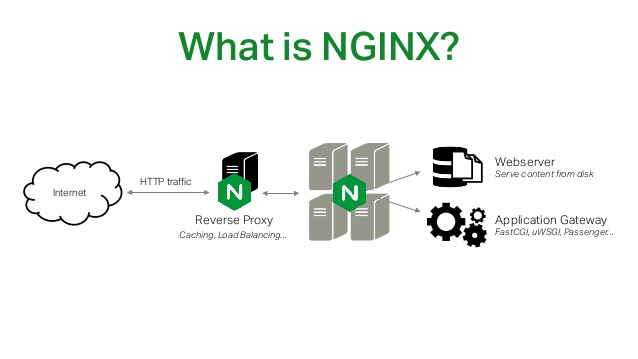 What is NGINX?
Internet
HTTP traffic
N
Reverse Proxy
Caching, Load Balancing...
N
Webserver
Serve content from disk
Application Gateway
FastCGI, uWSGI, Passenger...